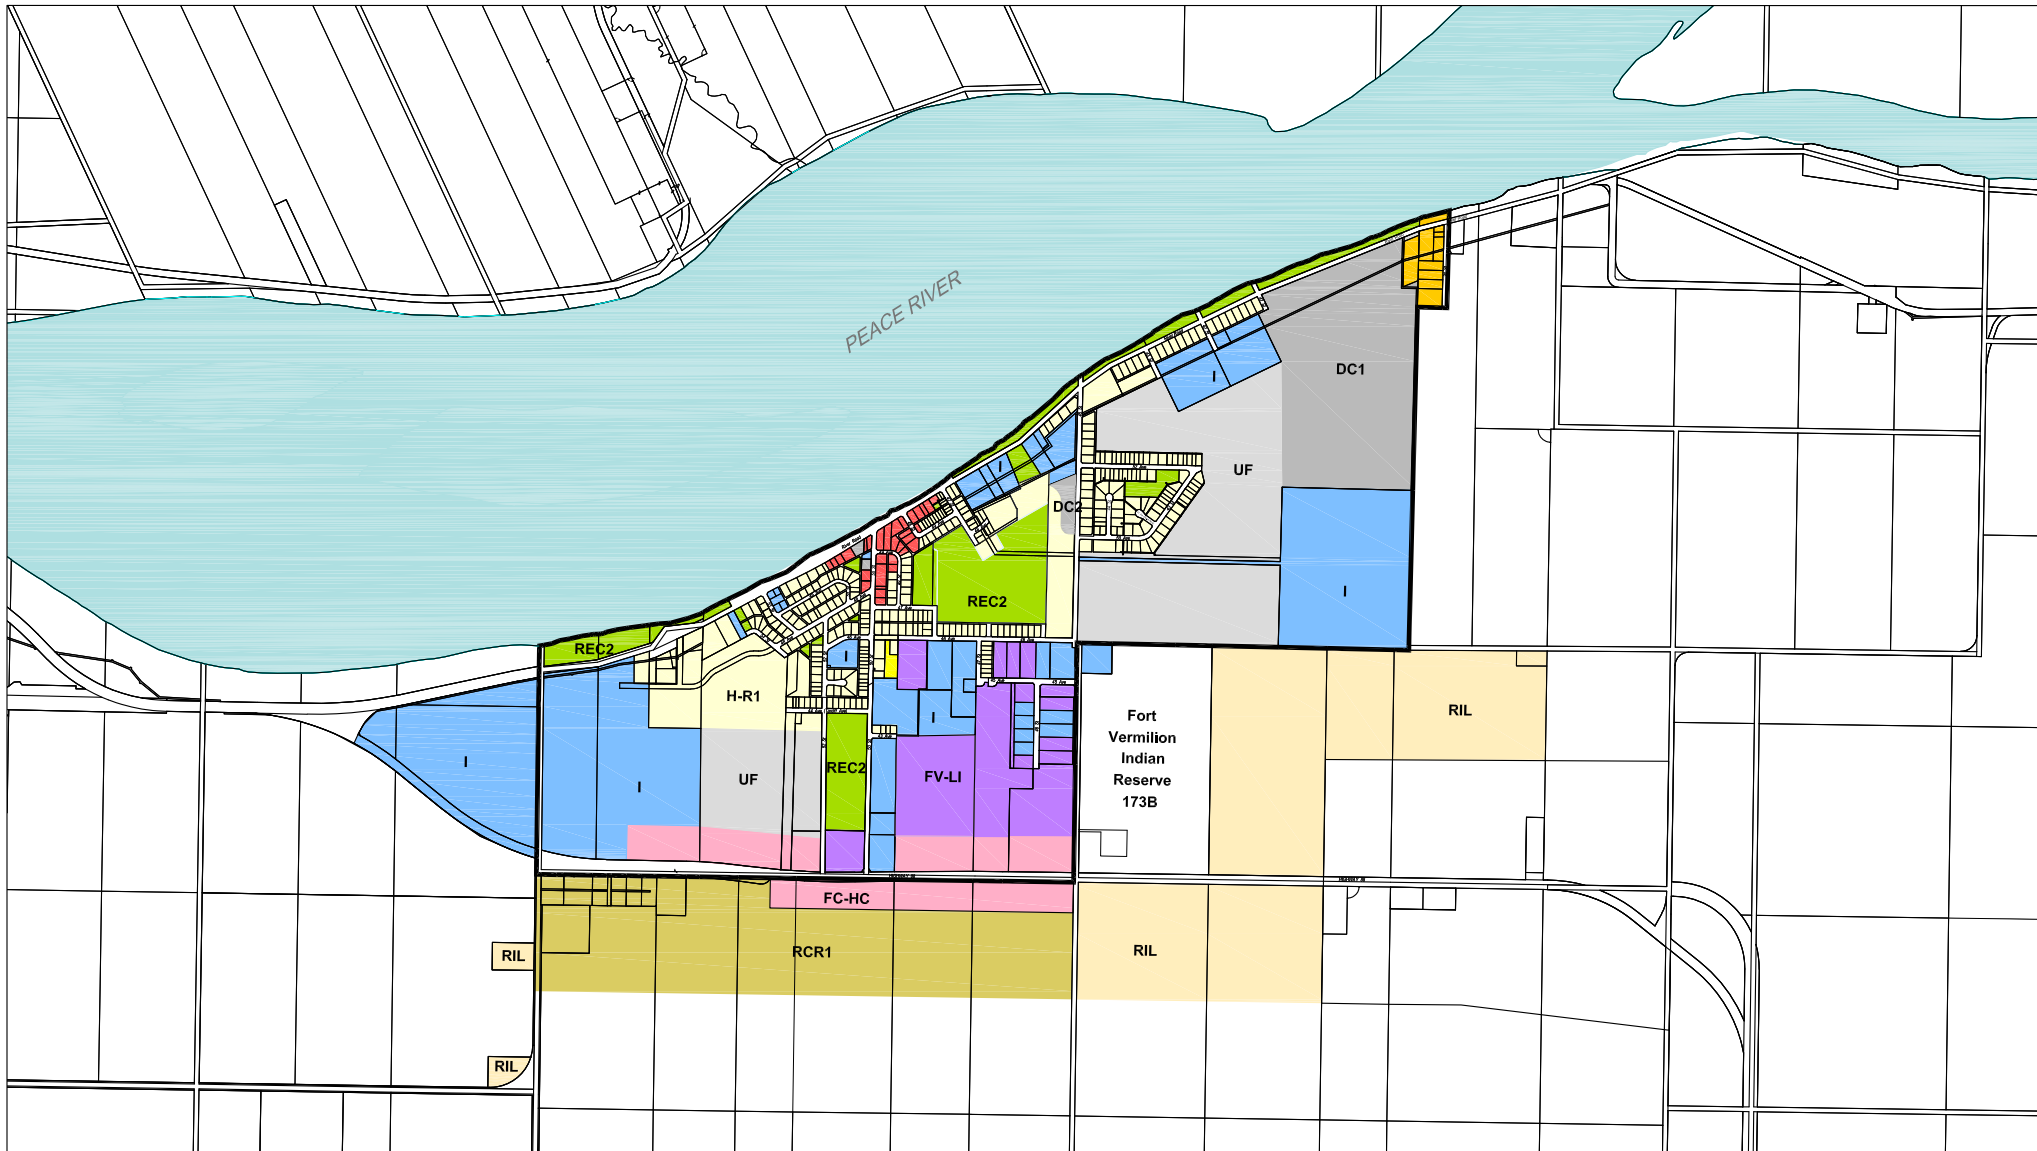 PEACE RIVER
DC1
I
UF
I
DC2
REC2
I
REC2
I
H-R1
I
I
I
UF
REC2
FV-LI
Fort
Vermilion
Indian
Reserve
173B
RIL
FC-HC
RCR1
RIL
RIL
RIL